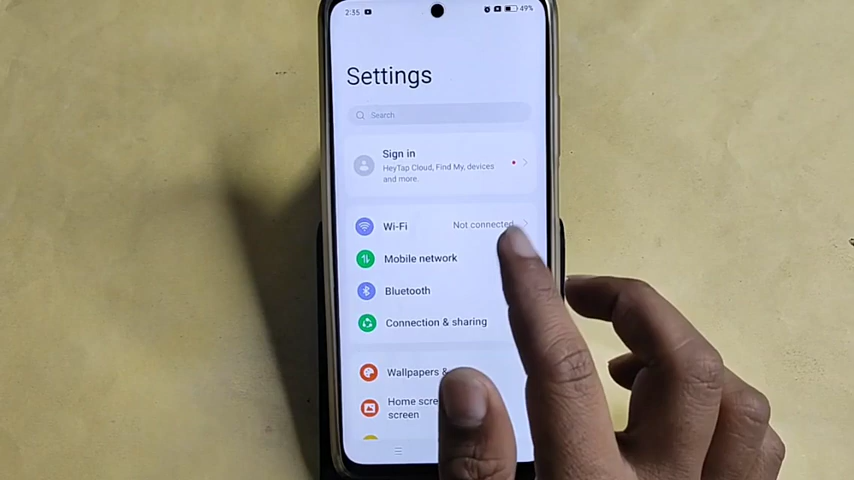 2:35
49%
Settings
Search
Sign in
HeyTap Cloud, Find My, devices
and more.
Wi-Fi
Not connected
Mobile network
Bluetooth
Connection & sharing
Wallpapers &
Home
screen